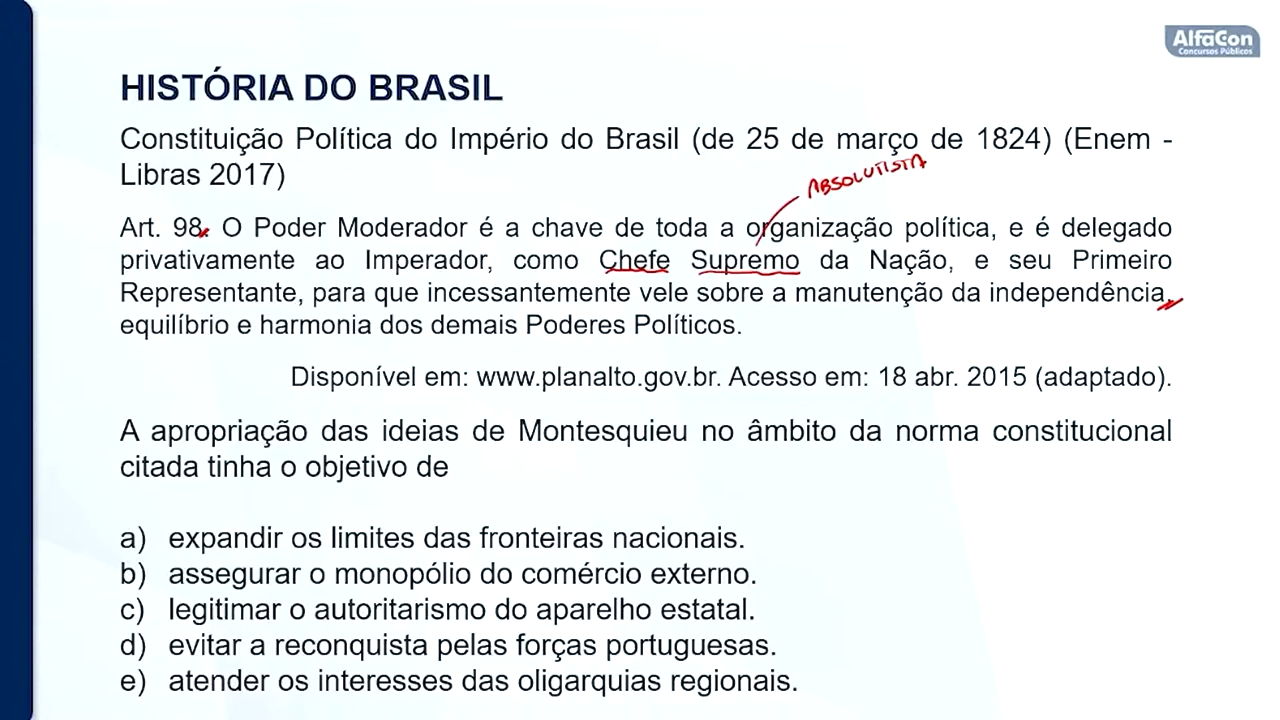 AlfaCon
Concursos Públicos
HISTÓRIA DO BRASIL
Constituição Política do Império do Brasil (de 25 de março de 1824) (Enem -
Libras 2017)
ABSOLUTISTA
Art. 98. O Poder Moderador é a chave de toda a organização política, e é delegado
privativamente ao Imperador, como Chefe Supremo da Nação, e seu Primeiro
Representante, para que incessantemente vele sobre a manutenção da independência,
equilíbrio e harmonia dos demais Poderes Políticos.
Disponível em: www.planalto.gov.br. Acesso em: 18 abr. 2015 (adaptado).
A apropriação das ideias de Montesquieu no âmbito da norma constitucional
citada tinha o objetivo de
a) expandir os limites das fronteiras nacionais.
b) assegurar o monopólio do comércio externo.
c) legitimar o autoritarismo do aparelho estatal.
d) evitar a reconquista pelas forças portuguesas.
e) atender os interesses das oligarquias regionais.